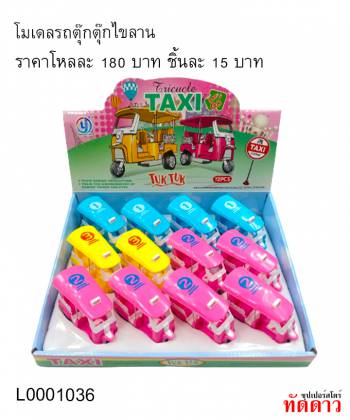 โมเดลรถตุ๊กตุ๊กไขลาน
ราคาโหลละ 180 บาท ชิ้นละ 15 บาท
Tricycle
TAXI
TAXI
TUK TUK
12PCS
TAXI
TUK TUK
L0001036
ซุปเปอร์สโตร์
ทัดดาว